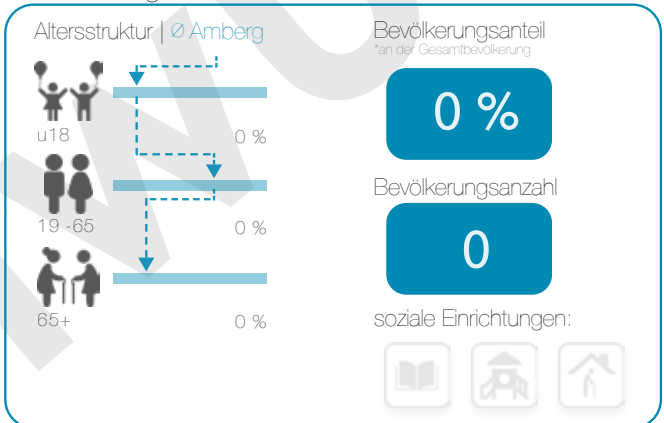 Altersstruktur | Ø Amberg
u18
0 %
19 -65
0 %
65+
0 %
Bevölkerungsanteil
*an der Gesamtbevölkerung
0 %
Bevölkerungsanzahl
0
soziale Einrichtungen: